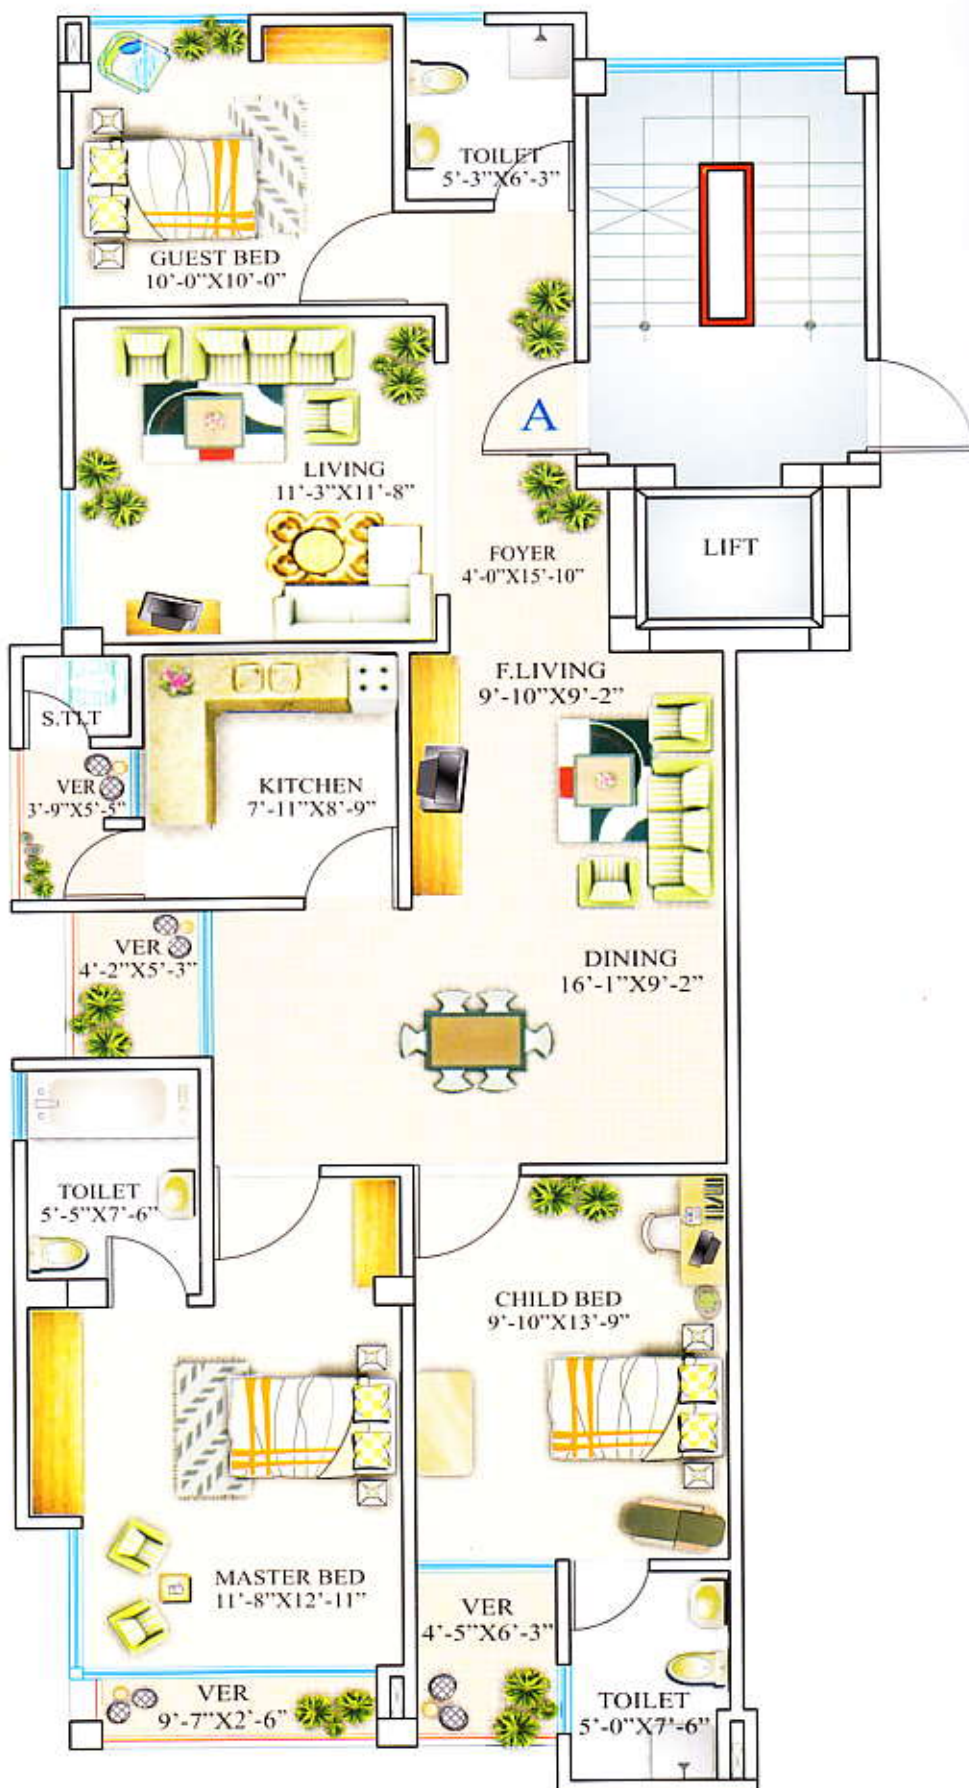 TOILET
5'-3”X6'-3”
GUEST BED
10’-0”X10’-0”
A
LIVING
11’-3”X11’-8”
LIFT
FOYER
4’-0”X15’-10”
F.LIVING
9’-10”X9’-2”
S.TLT
VER
3’-9”X5’-5”
KITCHEN
7’-11”X8’-9”
VER
4’-2”X5’-3”
DINING
16’-1”X9’-2”
TOILET
5’-5”X7’-6”
CHILD BED
9’-10”X13’-9”
MASTER BED
11’-8”X12’-11”
VER
4’-5”X6’-3”
VER
9’-7”X2’-6”
TOILET
5’-0”X7’-6”